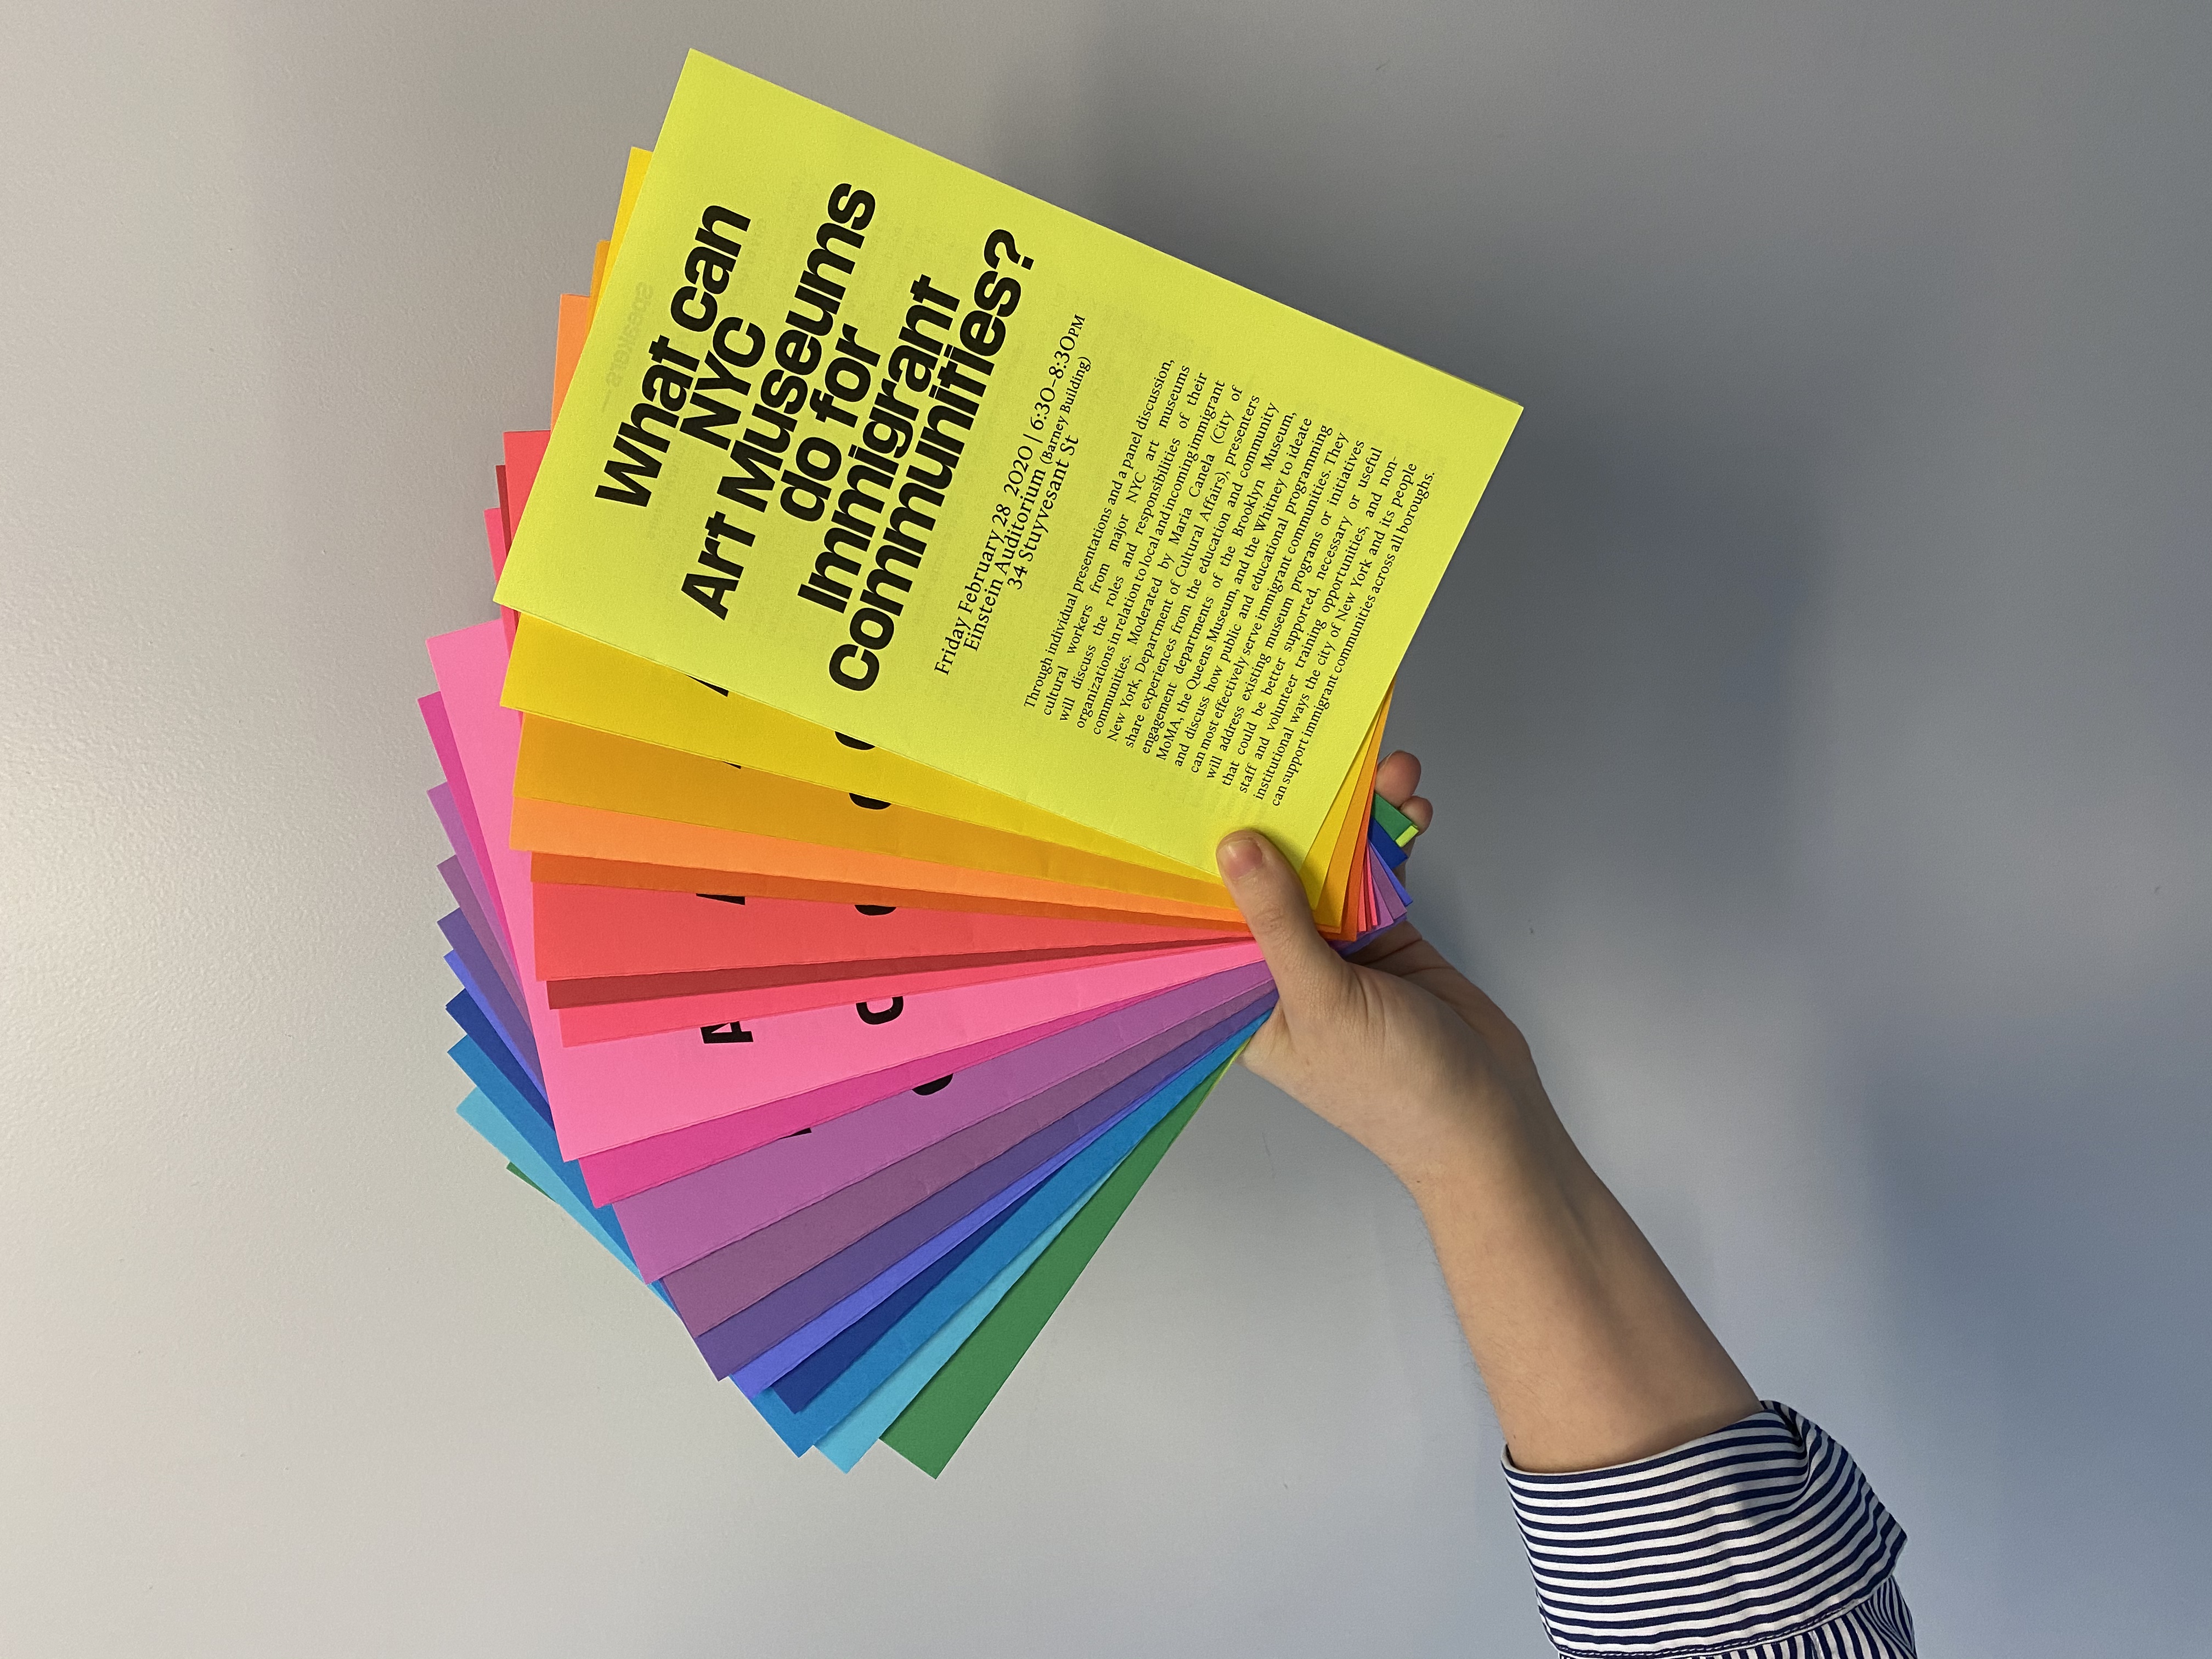 What can
NYC
Art Museums
do for
Immigrant
Communities?
Friday February 28 2020 | 6:30–8:30PM
Einstein Auditorium (Barney Building)
34 Stuyvesant St
Through individual presentations and a panel discussion,
cultural workers from major NYC art museums
will discuss the roles and responsibilities of their
organizations in relation to local and incoming immigrant
communities. Moderated by Maria Canela (City of
New York, Department of Cultural Affairs), presenters
share experiences from the education and community
engagement departments of the Brooklyn Museum,
MoMA, the Queens Museum, and the Whitney to ideate
and discuss how public and educational programming
can most effectively serve immigrant communities. They
will address existing museum programs or initiatives
that could be better supported, necessary or useful
staff and volunteer training opportunities, and non-
institutional ways the city of New York and its people
can support immigrant communities across all boroughs.
Speakers —
A
C
C
C